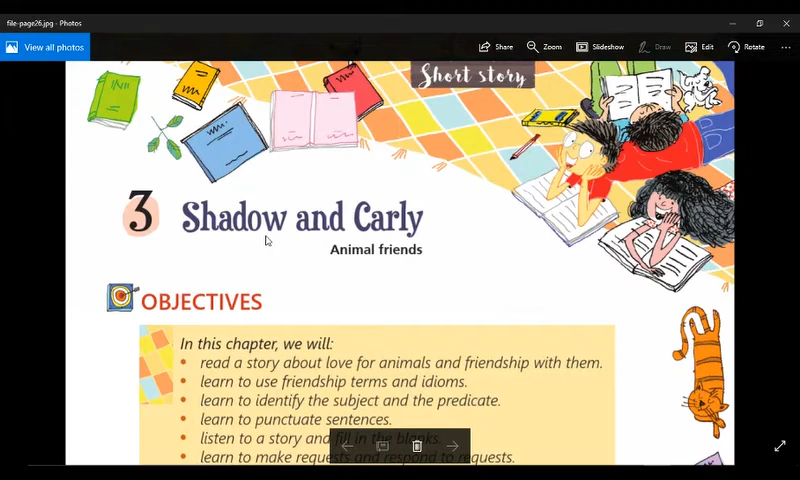 file-page26.jpg - Photos
View all photos
Share
Zoom
Slideshow
Draw
Edit
Rotate
Short story
3
Shadow and Carly
Animal friends
OBJECTIVES
In this chapter, we will:
• read a story about love for animals and friendship with them.
• learn to use friendship terms and idioms.
• learn to identify the subject and the predicate.
• learn to punctuate sentences.
• listen to a story and fill in the blanks.
• learn to make requests and respond to requests.